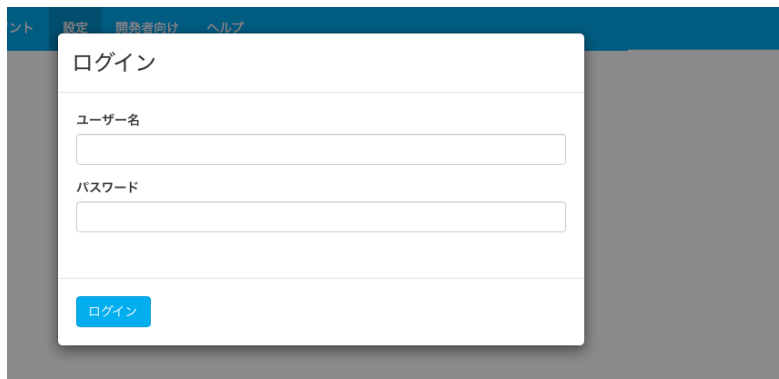 ント 設定 開発者向け ヘルプ
ログイン
ユーザー名
パスワード
ログイン